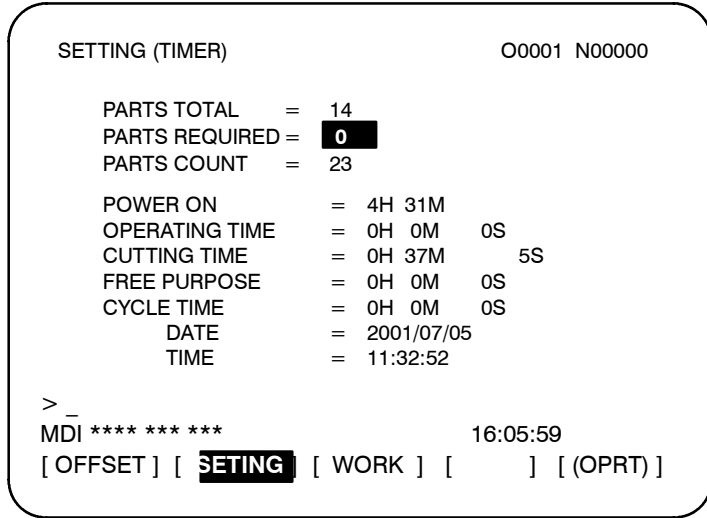 SETTING (TIMER) O0001 N00000
PARTS TOTAL = 14
PARTS REQUIRED = 0
PARTS COUNT = 23
POWER ON = 4H 31M
OPERATING TIME = 0H 0M 0S
CUTTING TIME = 0H 37M 5S
FREE PURPOSE = 0H 0M 0S
CYCLE TIME = 0H 0M 0S
DATE = 2001/07/05
TIME = 11:32:52
> _
MDI **** *** *** 16:05:59
[ OFFSET ] [ SETING ] [ WORK ] [ ] [ (OPRT) ]